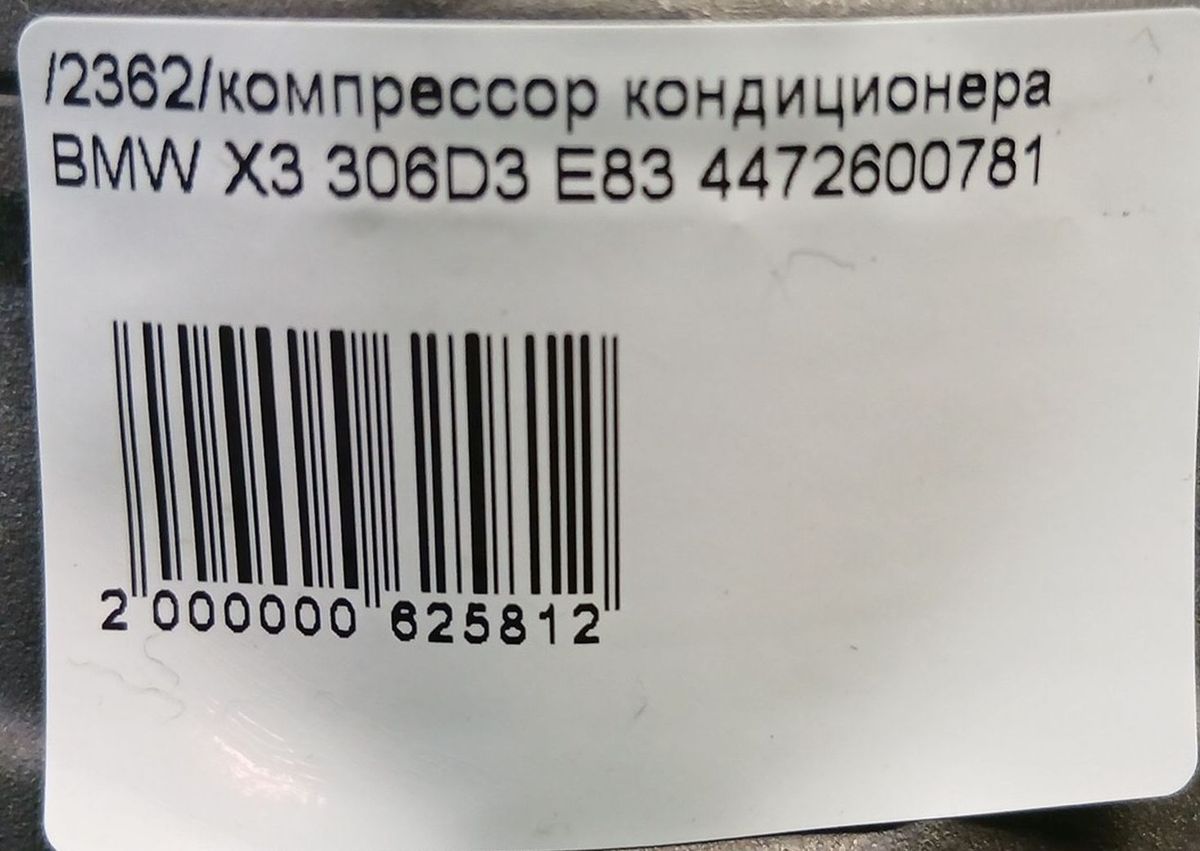 /2362/компрессор кондиционера
BMW X3 306D3 E83 4472600781
2 000000 625812